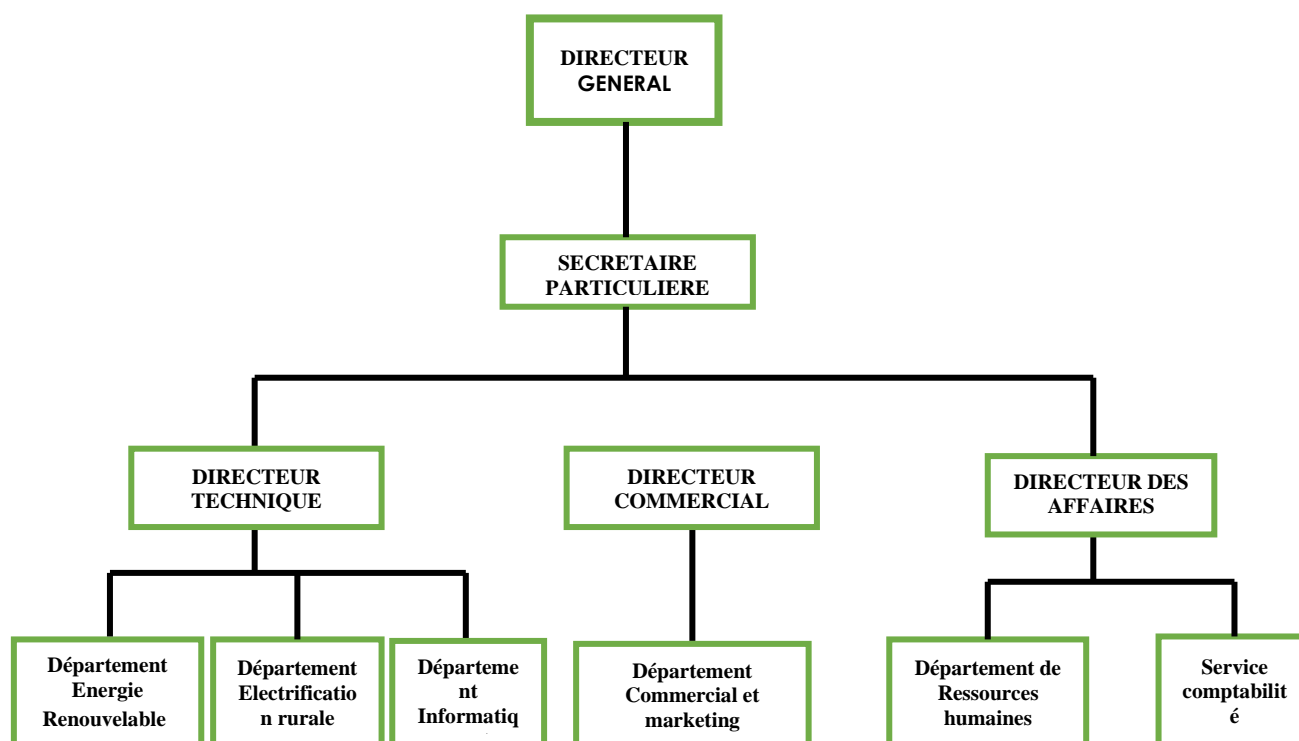 DIRECTEUR
GENERAL
SECRETAIRE
PARTICULIERE
DIRECTEUR
TECHNIQUE
DIRECTEUR
COMMERCIAL
DIRECTEUR DES
AFFAIRES
Département
Energie
Renouvelable
Département
Electrificatio
n rurale
Départeme
nt
Informatiq
Département
Commercial et
marketing
Département de
Ressources
humaines
Service
comptabilit
é